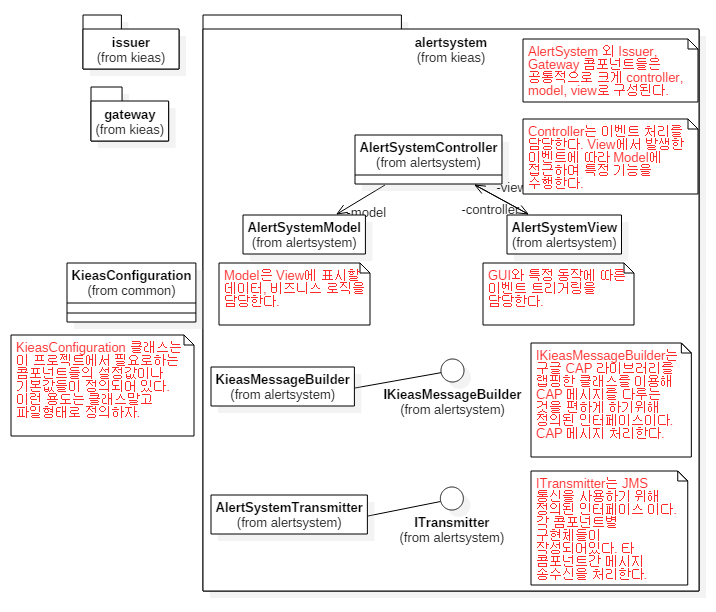 issuer
(from kieas)
gateway
(from kieas)
alertsystem
(from kieas)
AlertSystem 외 Issuer,
Gateway 콤포넌트들은
공통적으로 크게 controller,
model, view로 구성된다.
AlertSystemController
(from alertsystem)
Controller는 이벤트 처리를
담당한다. View에서 발생한
이벤트에 따라 Model에
접근하여 특정 기능을
수행한다.
-view
-model
-controller
AlertSystemModel
(from alertsystem)
AlertSystemView
(from alertsystem)
Model은 View에 표시할
데이터, 비즈니스 로직을
담당한다.
GUI와 특정 동작에 따른
이벤트 트리거링을
담당한다.
KieasConfiguration
(from common)
KieasConfiguration 클래스는
이 프로젝트에서 필요로하는
콤포넌트들의 설정값이나
기본값들이 정의되어 있다.
이런 용도는 클래스말고
파일형태로 정의하자.
KieasMessageBuilder
(from alertsystem)
IKieasMessageBuilder
(from alertsystem)
IKieasMessageBuilder는
구글 CAP 라이브러리를
랩핑한 클래스를 이용해
CAP 메시지를 다루는
것을 편하게 하기위해
정의된 인터페이스이다.
CAP 메시지 처리한다.
AlertSystemTransmitter
(from alertsystem)
ITransmitter
(from alertsystem)
ITransmitter는 JMS
통신을 사용하기 위해
정의된 인터페이스 이다.
각 콤포넌트별
구현체들이
작성되어있다. 타
콤포넌트간 메시지
송수신을 처리한다.